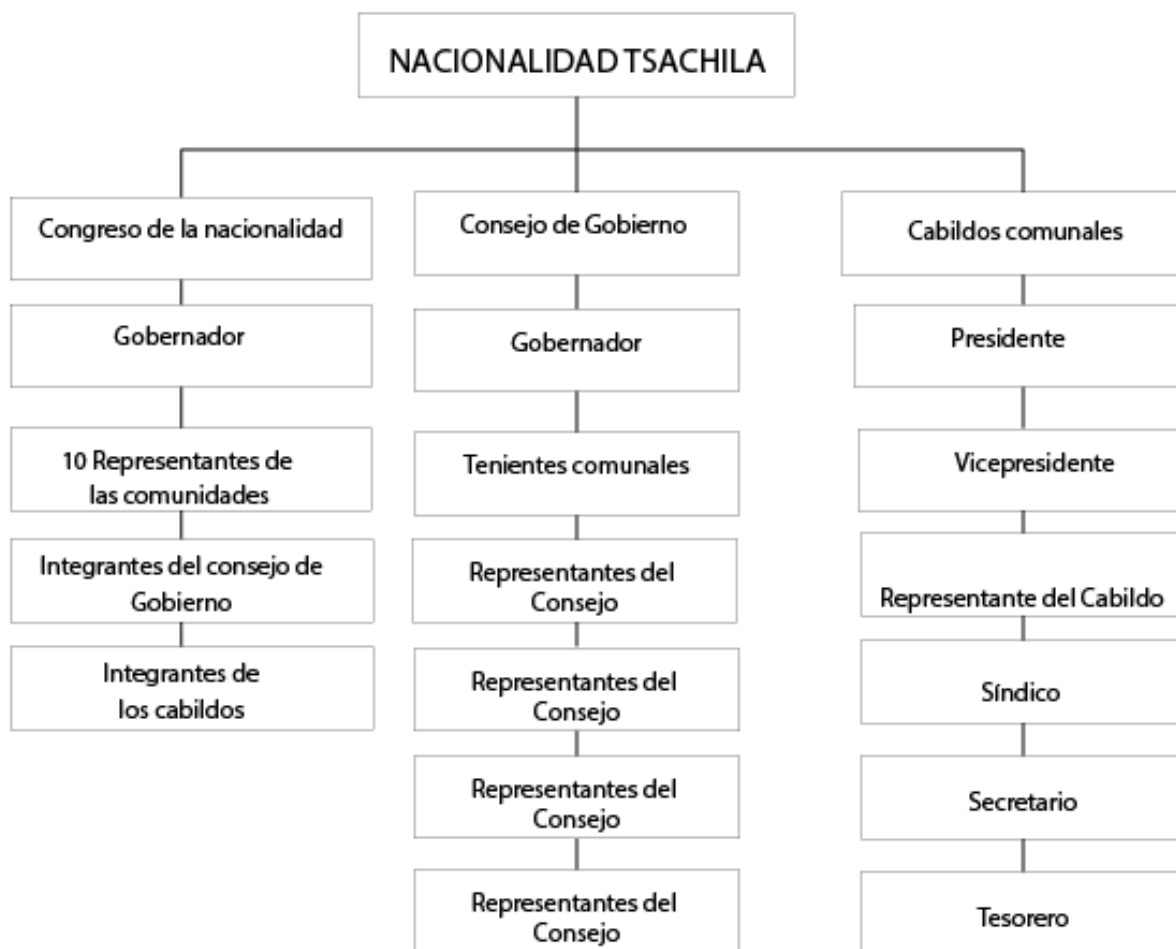 NACIONALIDAD TSACHILA
Congreso de la nacionalidad
Gobernador
10 Representantes de
las comunidades
Integrantes del consejo de
Gobierno
Integrantes de
los cabildos
Consejo de Gobierno
Gobernador
Tenientes comunales
Representantes del
Consejo
Representantes del
Consejo
Representantes del
Consejo
Representantes del
Consejo
Cabildos comunales
Presidente
Vicepresidente
Representante del Cabildo
Síndico
Secretario
Tesorero